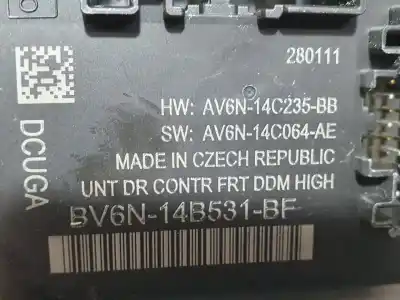 280111
HW: AV6N-14C235-BB
SW: AV6N-14C064-AE
MADE IN CZECH REPUBLIC
UNT DR CONTR FRT DDM HIGH
BV6N-14B531-BF
DCUGA